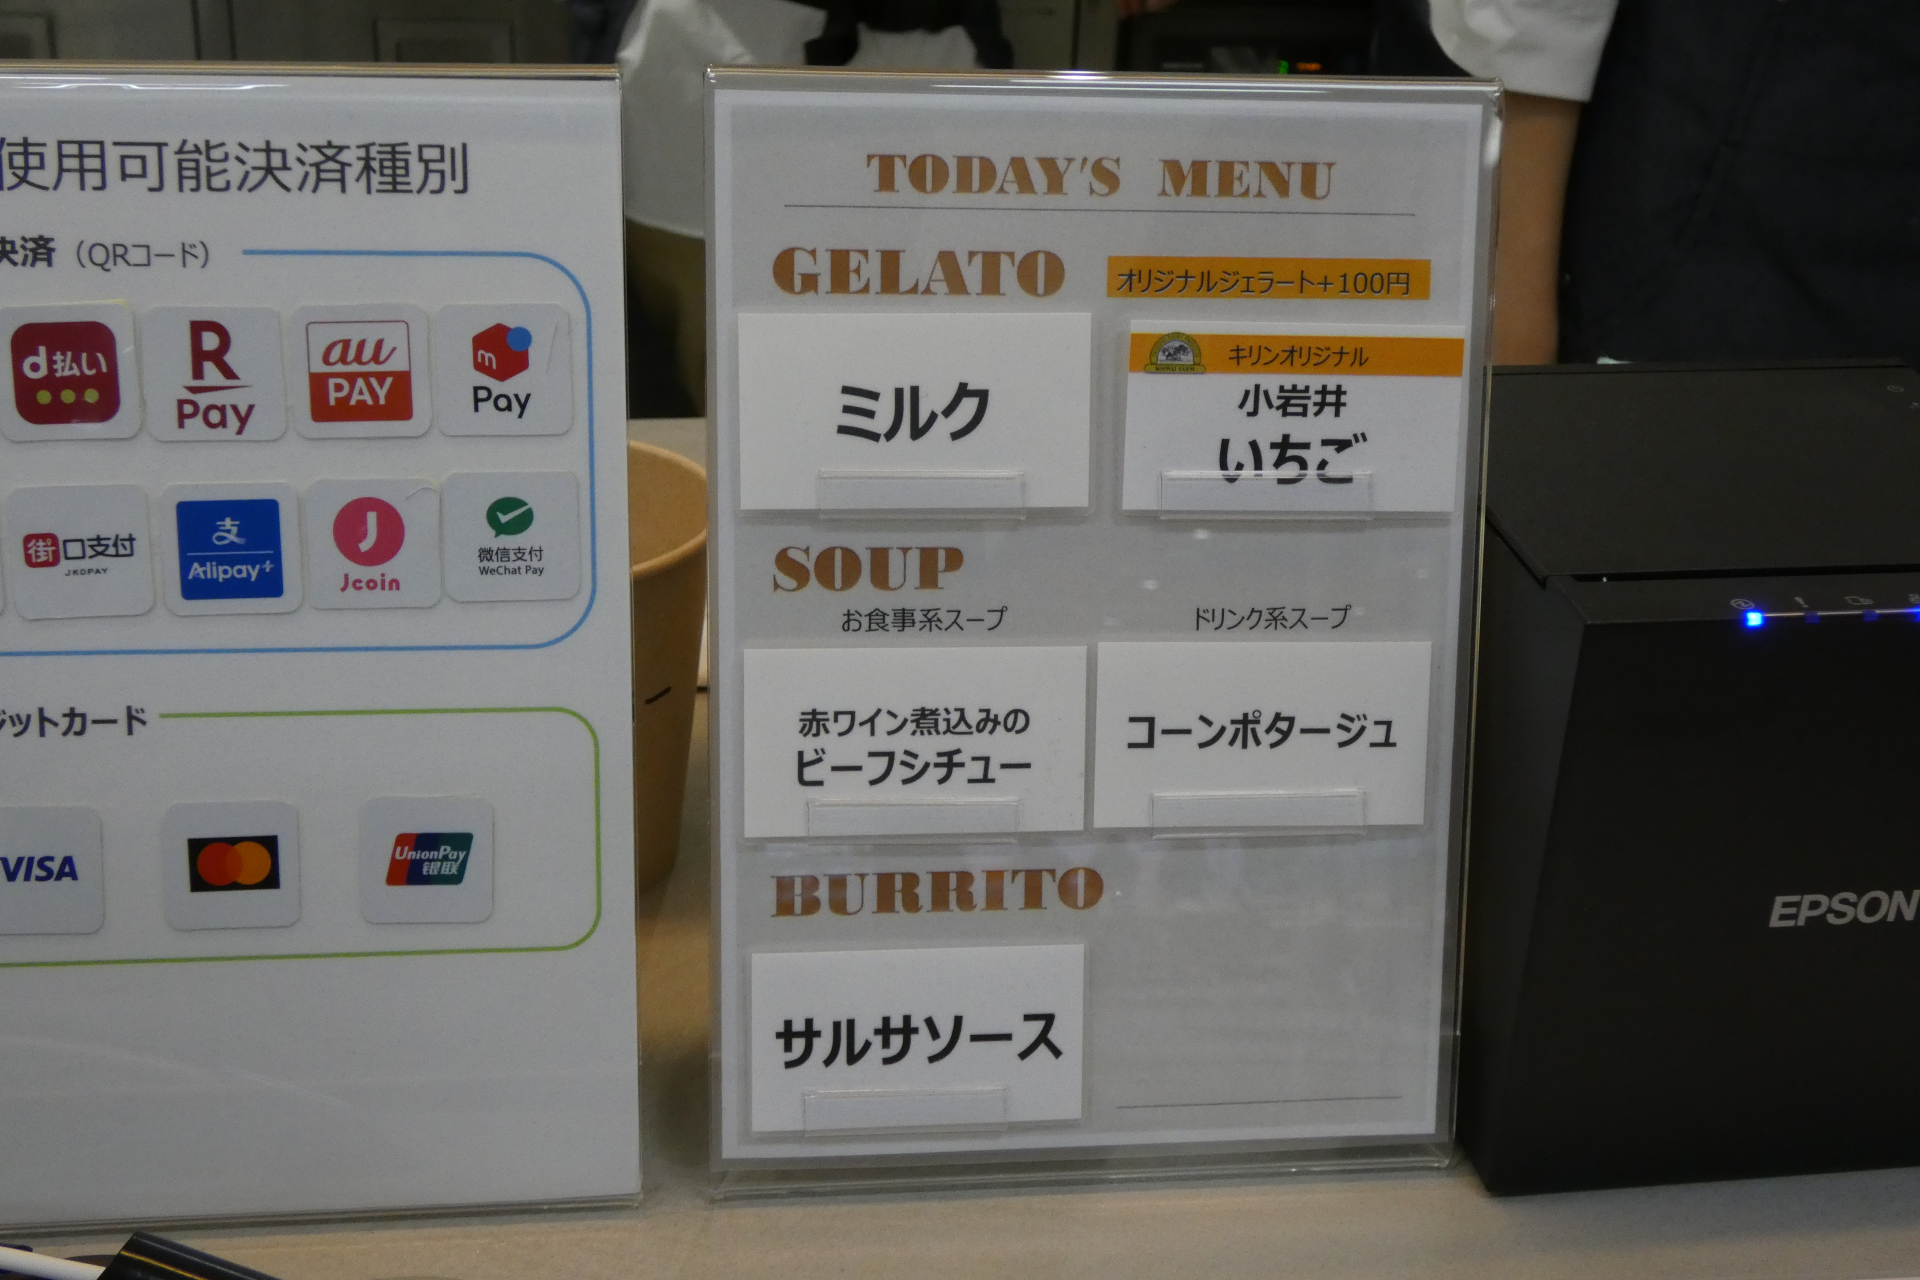 使用可能決済種別
決済（QRコード）
d払い
R
Pay
au
PAY
m
Pay
街口支付
JKOPAY
支
Alipay+
J
Jcoin
微信支付
WeChat Pay
ジットカード
VISA
UnionPay
银联
TODAY'S MENU
GELATO
オリジナルジェラート+100円
ミルク
キリンオリジナル
KOIWAI FARM
小岩井
いちご
SOUP
お食事系スープ
ドリンク系スープ
赤ワイン煮込みの
ビーフシチュー
コーンポタージュ
BURRITO
サルサソース
EPSON